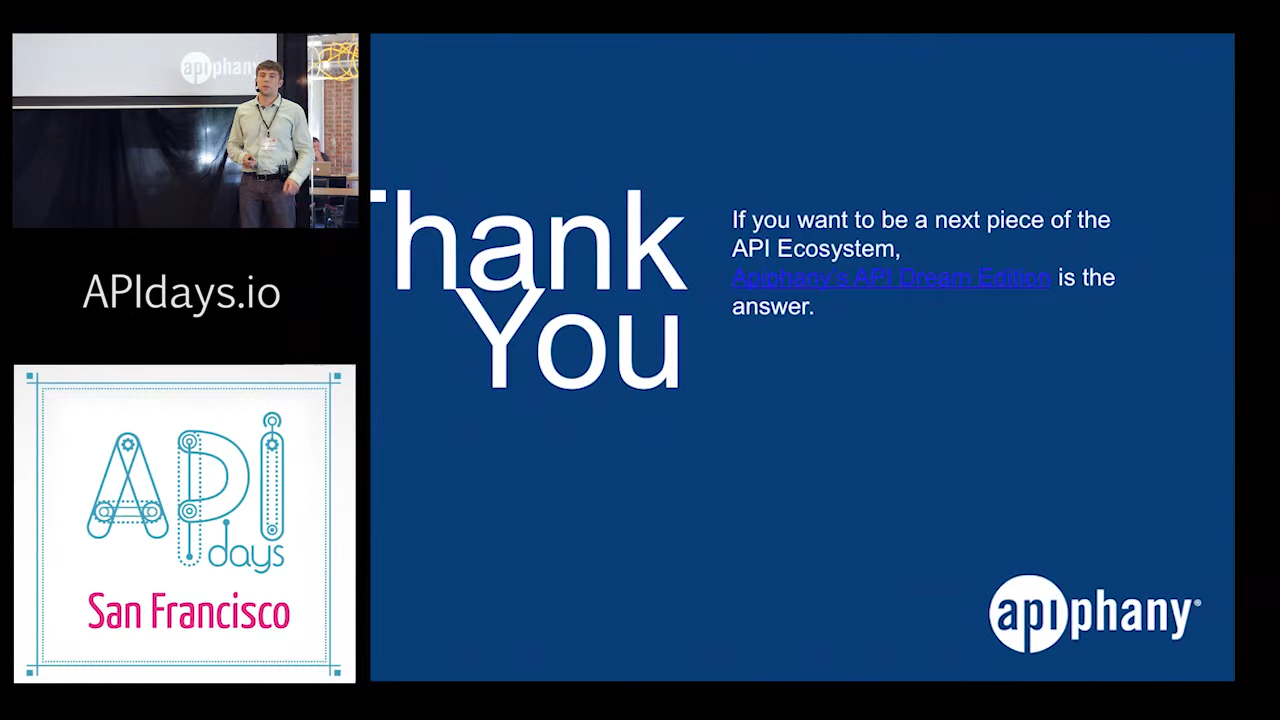 apiphany
APIdays.io
API
days
San Francisco
Thank
You
If you want to be a next piece of the
API Ecosystem,
Apiphany's API Dream Edition is the
answer.
apiphany®